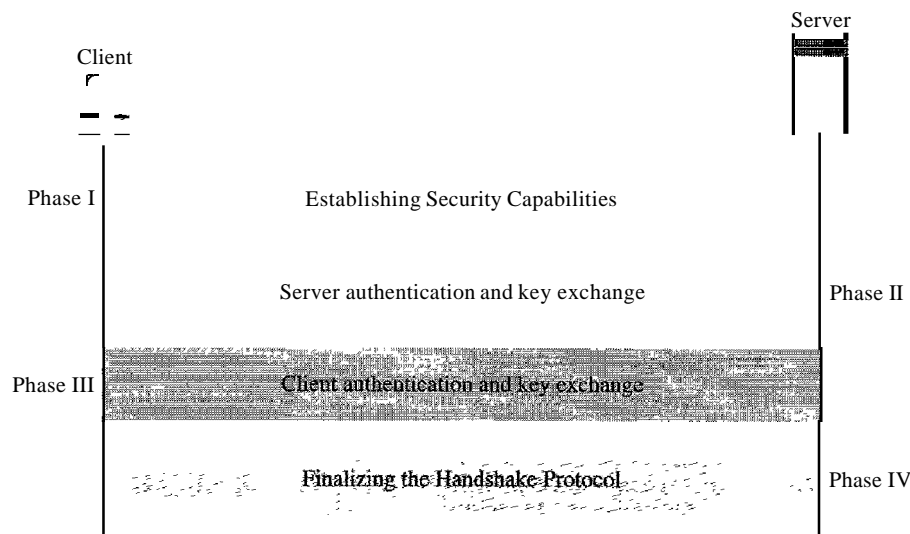 Server
Client
Phase I
Establishing Security Capabilities
Server authentication and key exchange
Phase II
Phase III
Client authentication and key exchange
Finalizing the Handshake Protocol
Phase IV